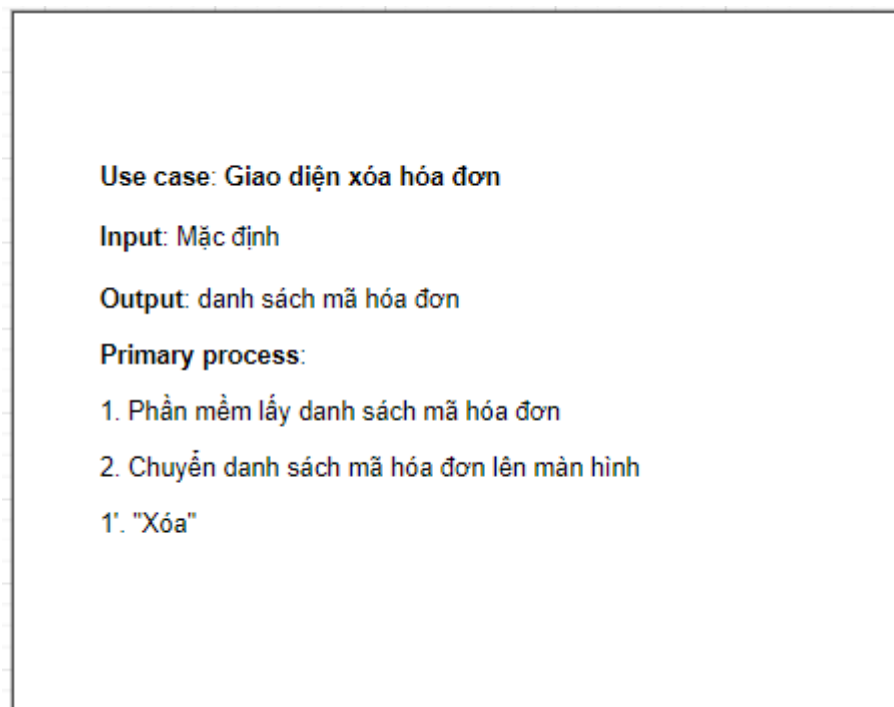 Use case: Giao diện xóa hóa đơn
Input: Mặc định
Output: danh sách mã hóa đơn
Primary process:
1. Phần mềm lấy danh sách mã hóa đơn
2. Chuyển danh sách mã hóa đơn lên màn hình
1'. "Xóa"